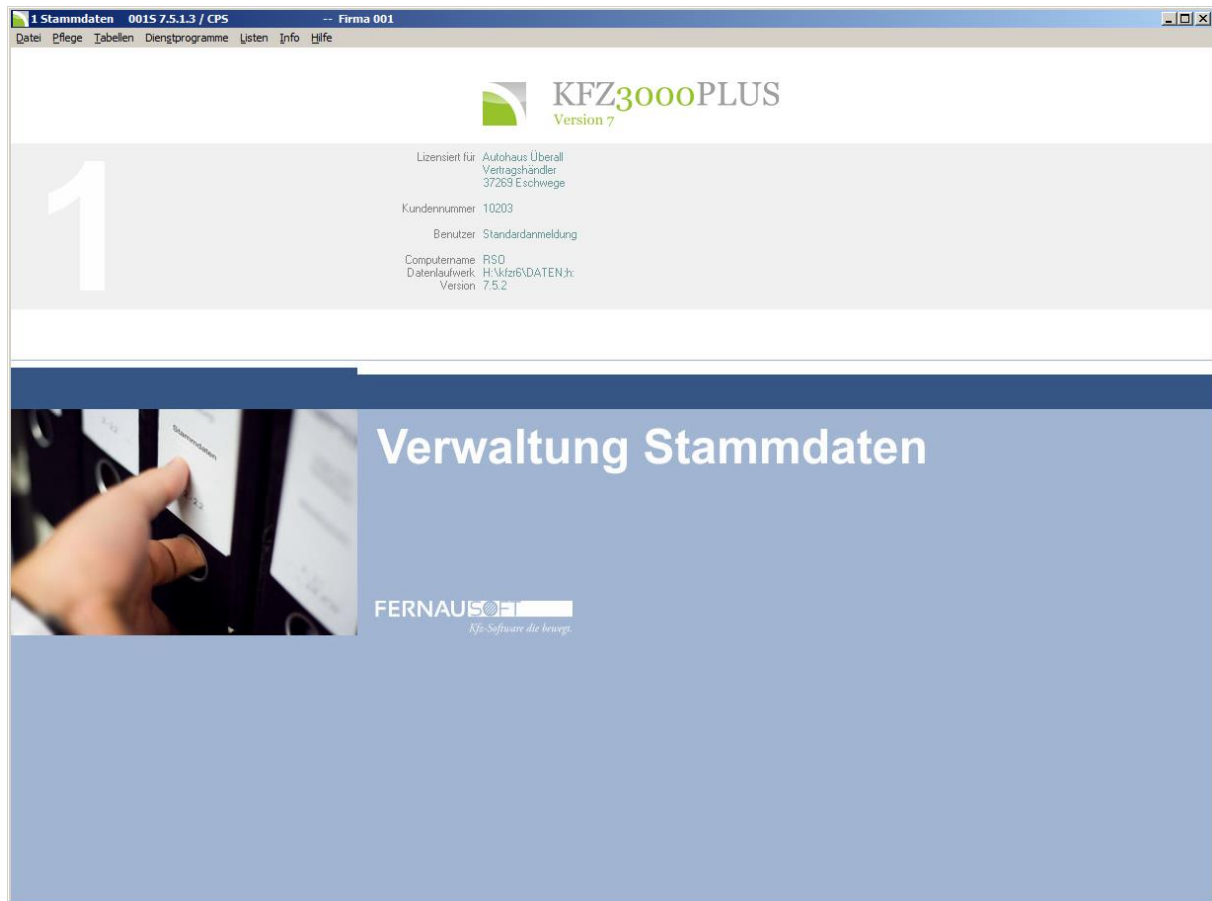 1 Stammdaten 001S 7.5.1.3 / CPS -- Firma 001
Datei Pflege Tabellen Dienstprogramme Listen Info Hilfe
KFZ3000PLUS
Version 7
1
Lizensiert für Autohaus Überall
Vertragshändler
37269 Eschwege
Kundennummer 10203
Benutzer Standardanmeldung
Computername RSO
Datenlaufwerk H:\kfzr6\DATEN;h:
Version 7.5.2
Stammdaten
Verwaltung Stammdaten
FERNAUSOFT
Kfz-Software die bewegt.